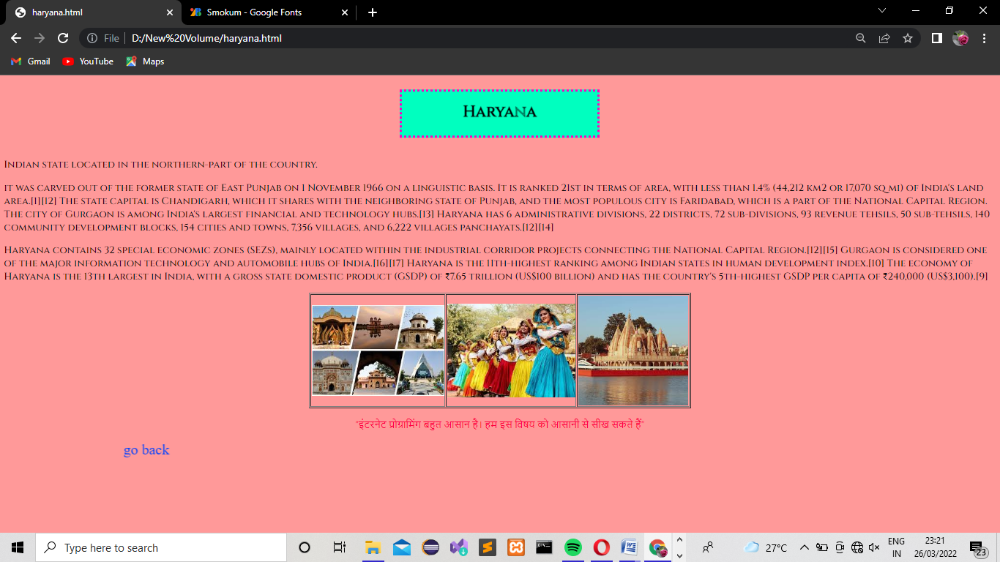 haryana.html
Smokum - Google Fonts
File
D:/New%20Volume/haryana.html
Gmail
YouTube
Maps
Haryana
Indian state located in the northern-part of the country.
it was carved out of the former state of East Punjab on 1 November 1966 on a linguistic basis. It is ranked 21st in terms of area, with less than 1.4% (44,212 km2 or 17,070 sq mi) of India's land
area.[1][12] The state capital is Chandigarh, which it shares with the neighboring state of Punjab, and the most populous city is Faridabad, which is a part of the National Capital Region.
The city of Gurgaon is among India's largest financial and technology hubs.[13] Haryana has 6 administrative divisions, 22 districts, 72 sub-divisions, 93 revenue tehsils, 50 sub-tehsils, 140
community development blocks, 154 cities and towns, 7,356 villages, and 6,222 villages panchayats.[12][14]
Haryana contains 32 special economic zones (SEZs), mainly located within the industrial corridor projects connecting the National Capital Region.[12][15] Gurgaon is considered one
of the major information technology and automobile hubs of India.[16][17] Haryana is the 11th-highest ranking among Indian states in human development index.[10] The economy of
Haryana is the 13th largest in India, with a gross state domestic product (GSDP) of ₹7.65 trillion (US$100 billion) and has the country's 5th-highest GSDP per capita of ₹240,000 (US$3,100).[9]
"इंटरनेट प्रोग्रामिंग बहुत आसान है। हम इस विषय को आसानी से सीख सकते हैं"
go back
Type here to search
27°C
ENG
IN
23:21
26/03/2022
23